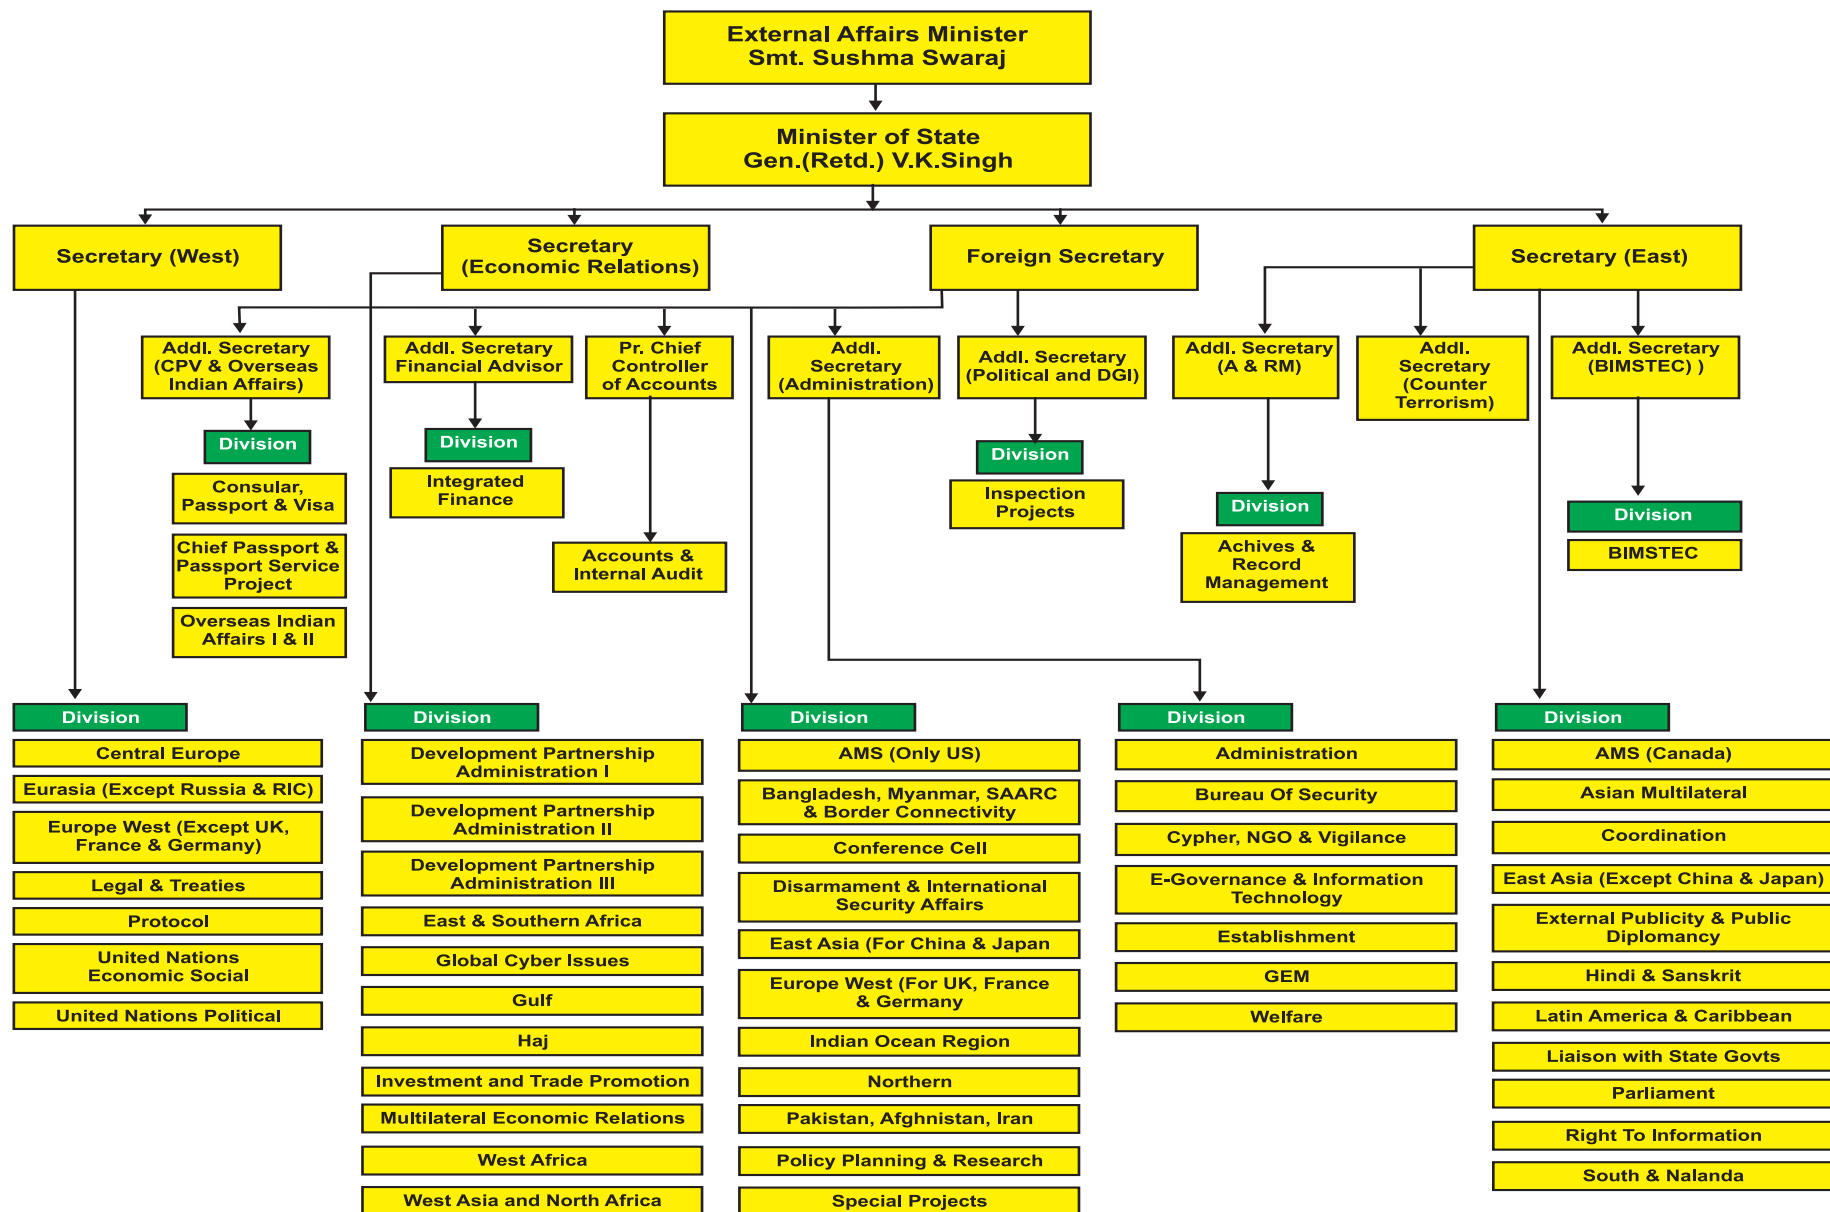 External Affairs Minister
Smt. Sushma Swaraj
Minister of State
Gen.(Retd.) V.K.Singh
Secretary (West)
Secretary
(Economic Relations)
Foreign Secretary
Secretary (East)
Addl. Secretary
(CPV & Overseas
Indian Affairs)
Addl. Secretary
Financial Advisor
Pr. Chief
Controller
of Accounts
Addl.
Secretary
(Administration)
Addl. Secretary
(Political and DGI)
Addl. Secretary
(A & RM)
Addl.
Secretary
(Counter
Terrorism)
Addl. Secretary
(BIMSTEC) )
Division
Consular,
Passport & Visa
Chief Passport &
Passport Service
Project
Overseas Indian
Affairs I & II
Division
Integrated
Finance
Accounts &
Internal Audit
Division
Inspection
Projects
Division
Achives &
Record
Management
Division
BIMSTEC
Division
Central Europe
Eurasia (Except Russia & RIC)
Europe West (Except UK,
France & Germany)
Legal & Treaties
Protocol
United Nations
Economic Social
United Nations Political
Division
Development Partnership
Administration I
Development Partnership
Administration II
Development Partnership
Administration III
East & Southern Africa
Global Cyber Issues
Gulf
Haj
Investment and Trade Promotion
Multilateral Economic Relations
West Africa
West Asia and North Africa
Division
AMS (Only US)
Bangladesh, Myanmar, SAARC
& Border Connectivity
Conference Cell
Disarmament & International
Security Affairs
East Asia (For China & Japan
Europe West (For UK, France
& Germany
Indian Ocean Region
Northern
Pakistan, Afghnistan, Iran
Policy Planning & Research
Special Projects
Division
Administration
Bureau Of Security
Cypher, NGO & Vigilance
E-Governance & Information
Technology
Establishment
GEM
Welfare
Division
AMS (Canada)
Asian Multilateral
Coordination
East Asia (Except China & Japan)
External Publicity & Public
Diplomancy
Hindi & Sanskrit
Latin America & Caribbean
Liaison with State Govts
Parliament
Right To Information
South & Nalanda